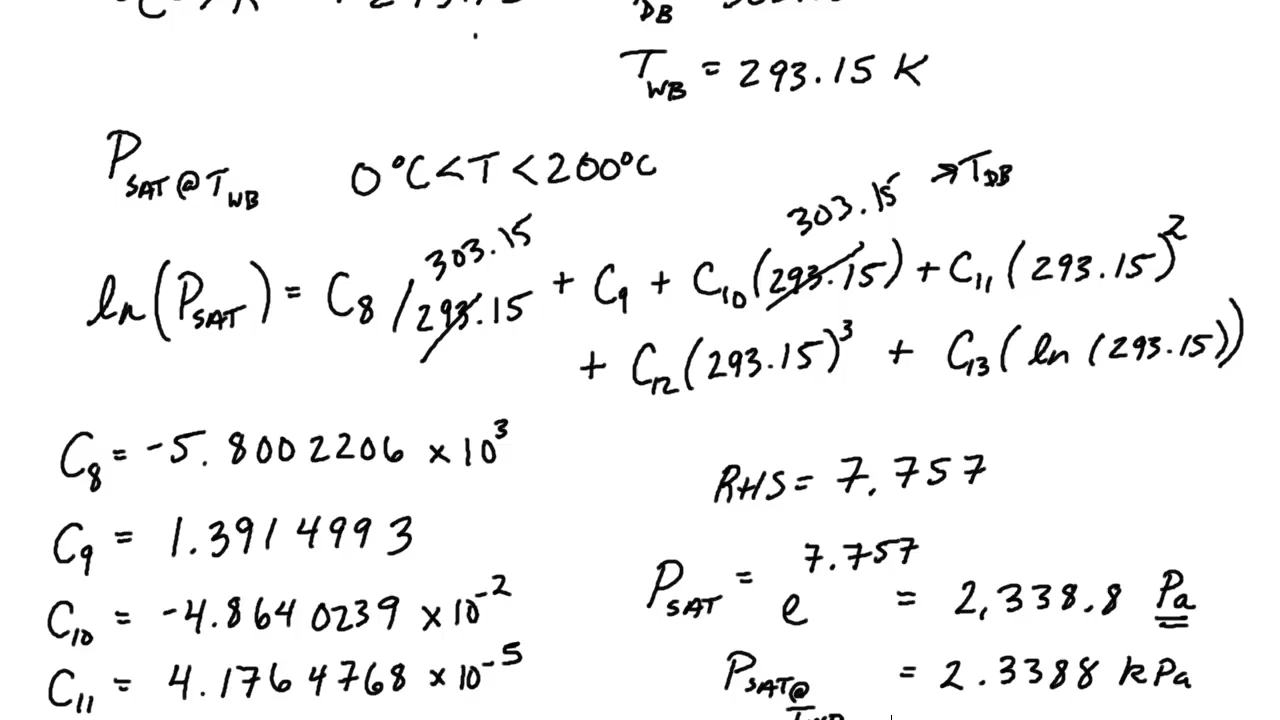 T_WB = 293.15 K
P_SAT@T_WB 0°C < T < 200°C
303.15 303.15 → T_DB
ln(P_SAT) = C_8 / 293.15 + C_9 + C_10 (293.15) + C_11 (293.15)^2
+ C_12 (293.15)^3 + C_13 (ln (293.15))
C_8 = -5.8002206 × 10^3
RHS = 7.757
C_9 = 1.3914993
P_SAT = e^7.757 = 2,338.8 Pa
C_10 = -4.8640239 × 10^-2
C_11 = 4.1764768 × 10^-5
P_SAT@T_WB = 2.3388 kPa